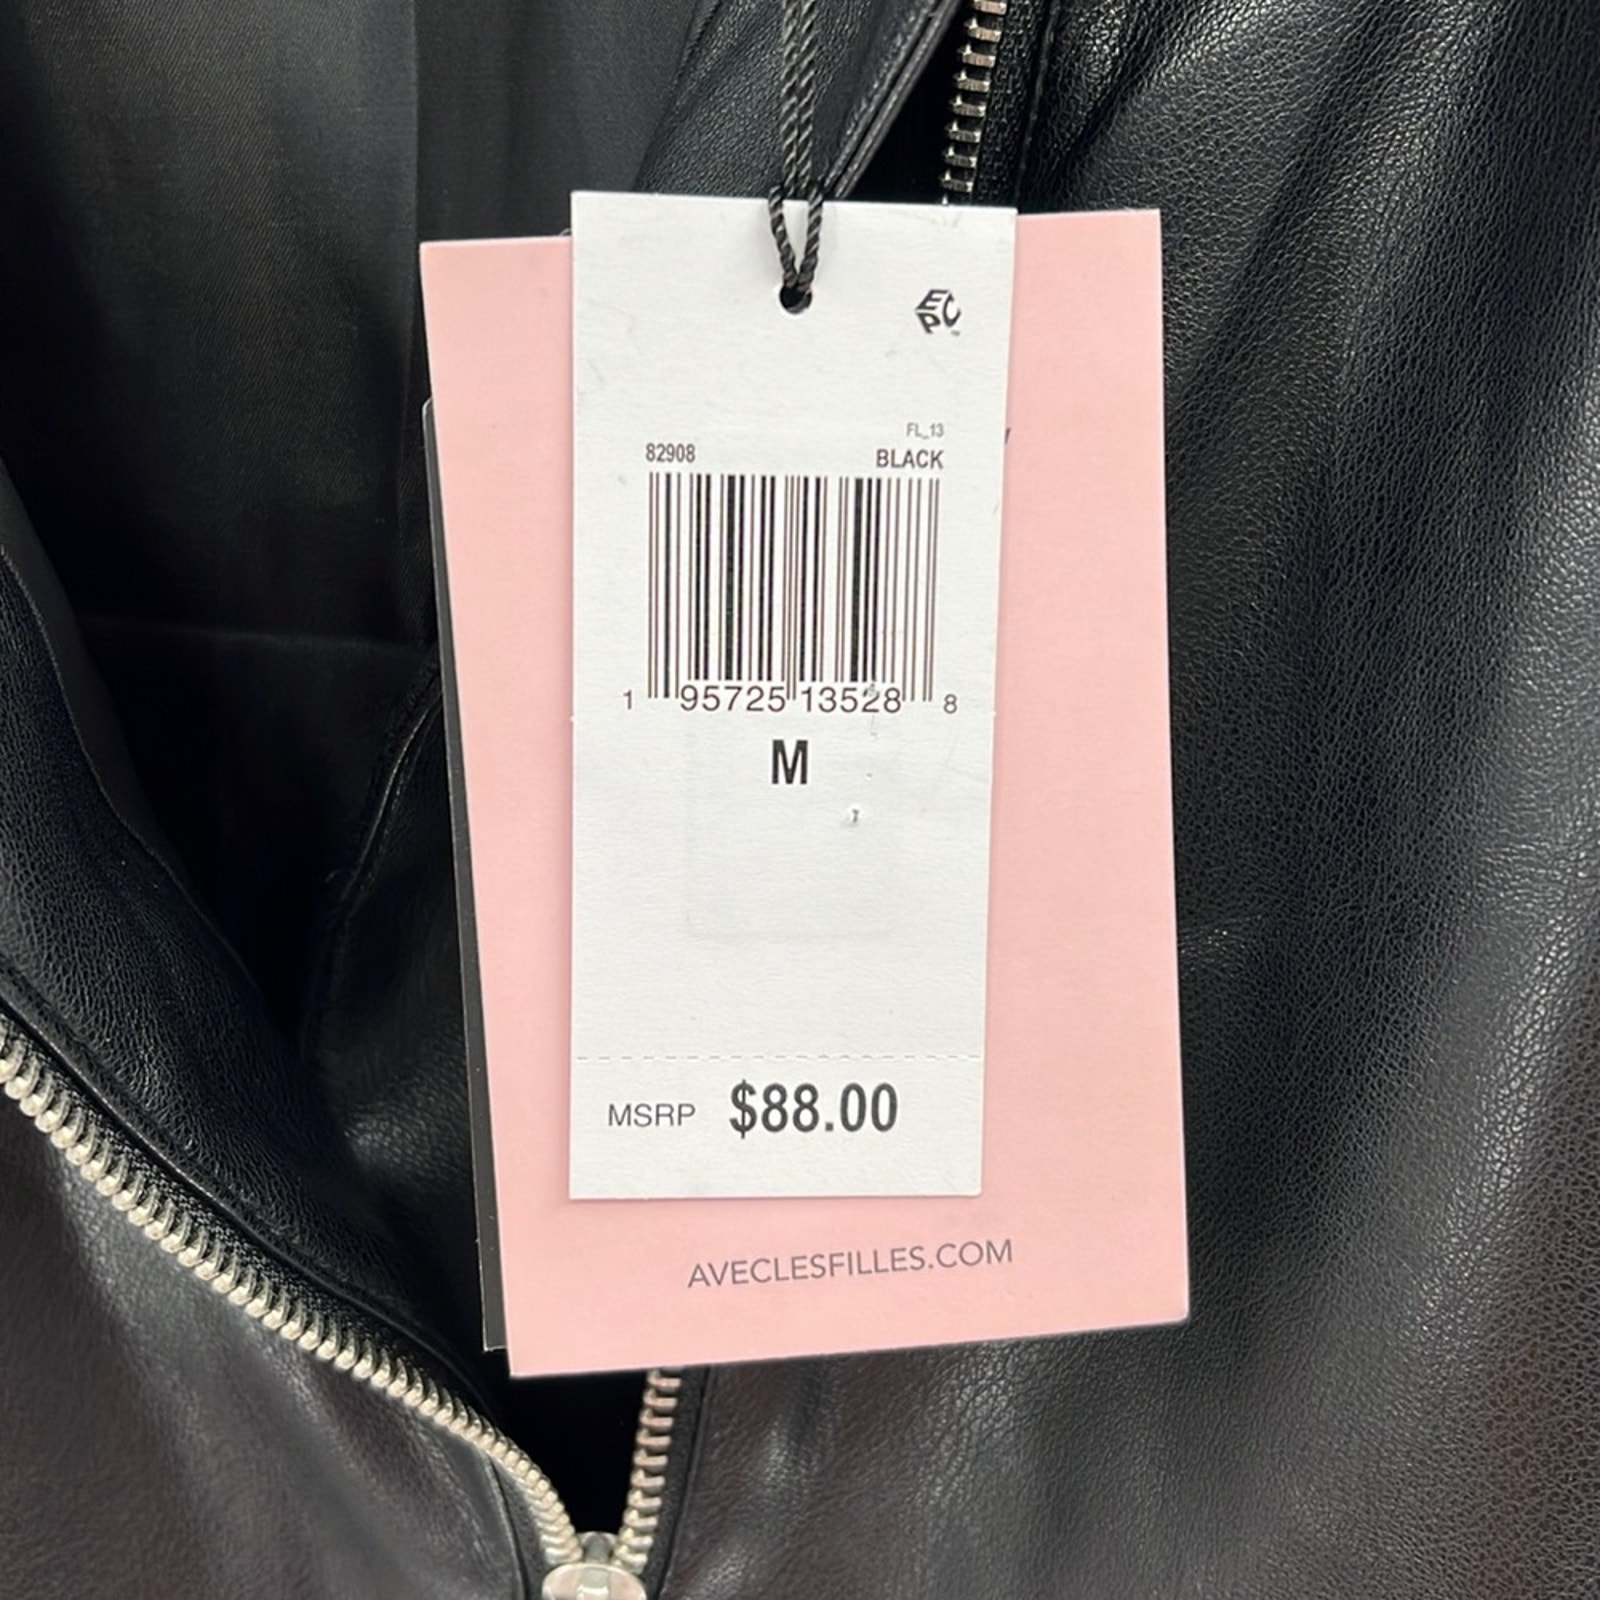 EPC
FL_13
82908 BLACK
1 95725 13528 8
M
MSRP $88.00
AVECLESFILLES.COM